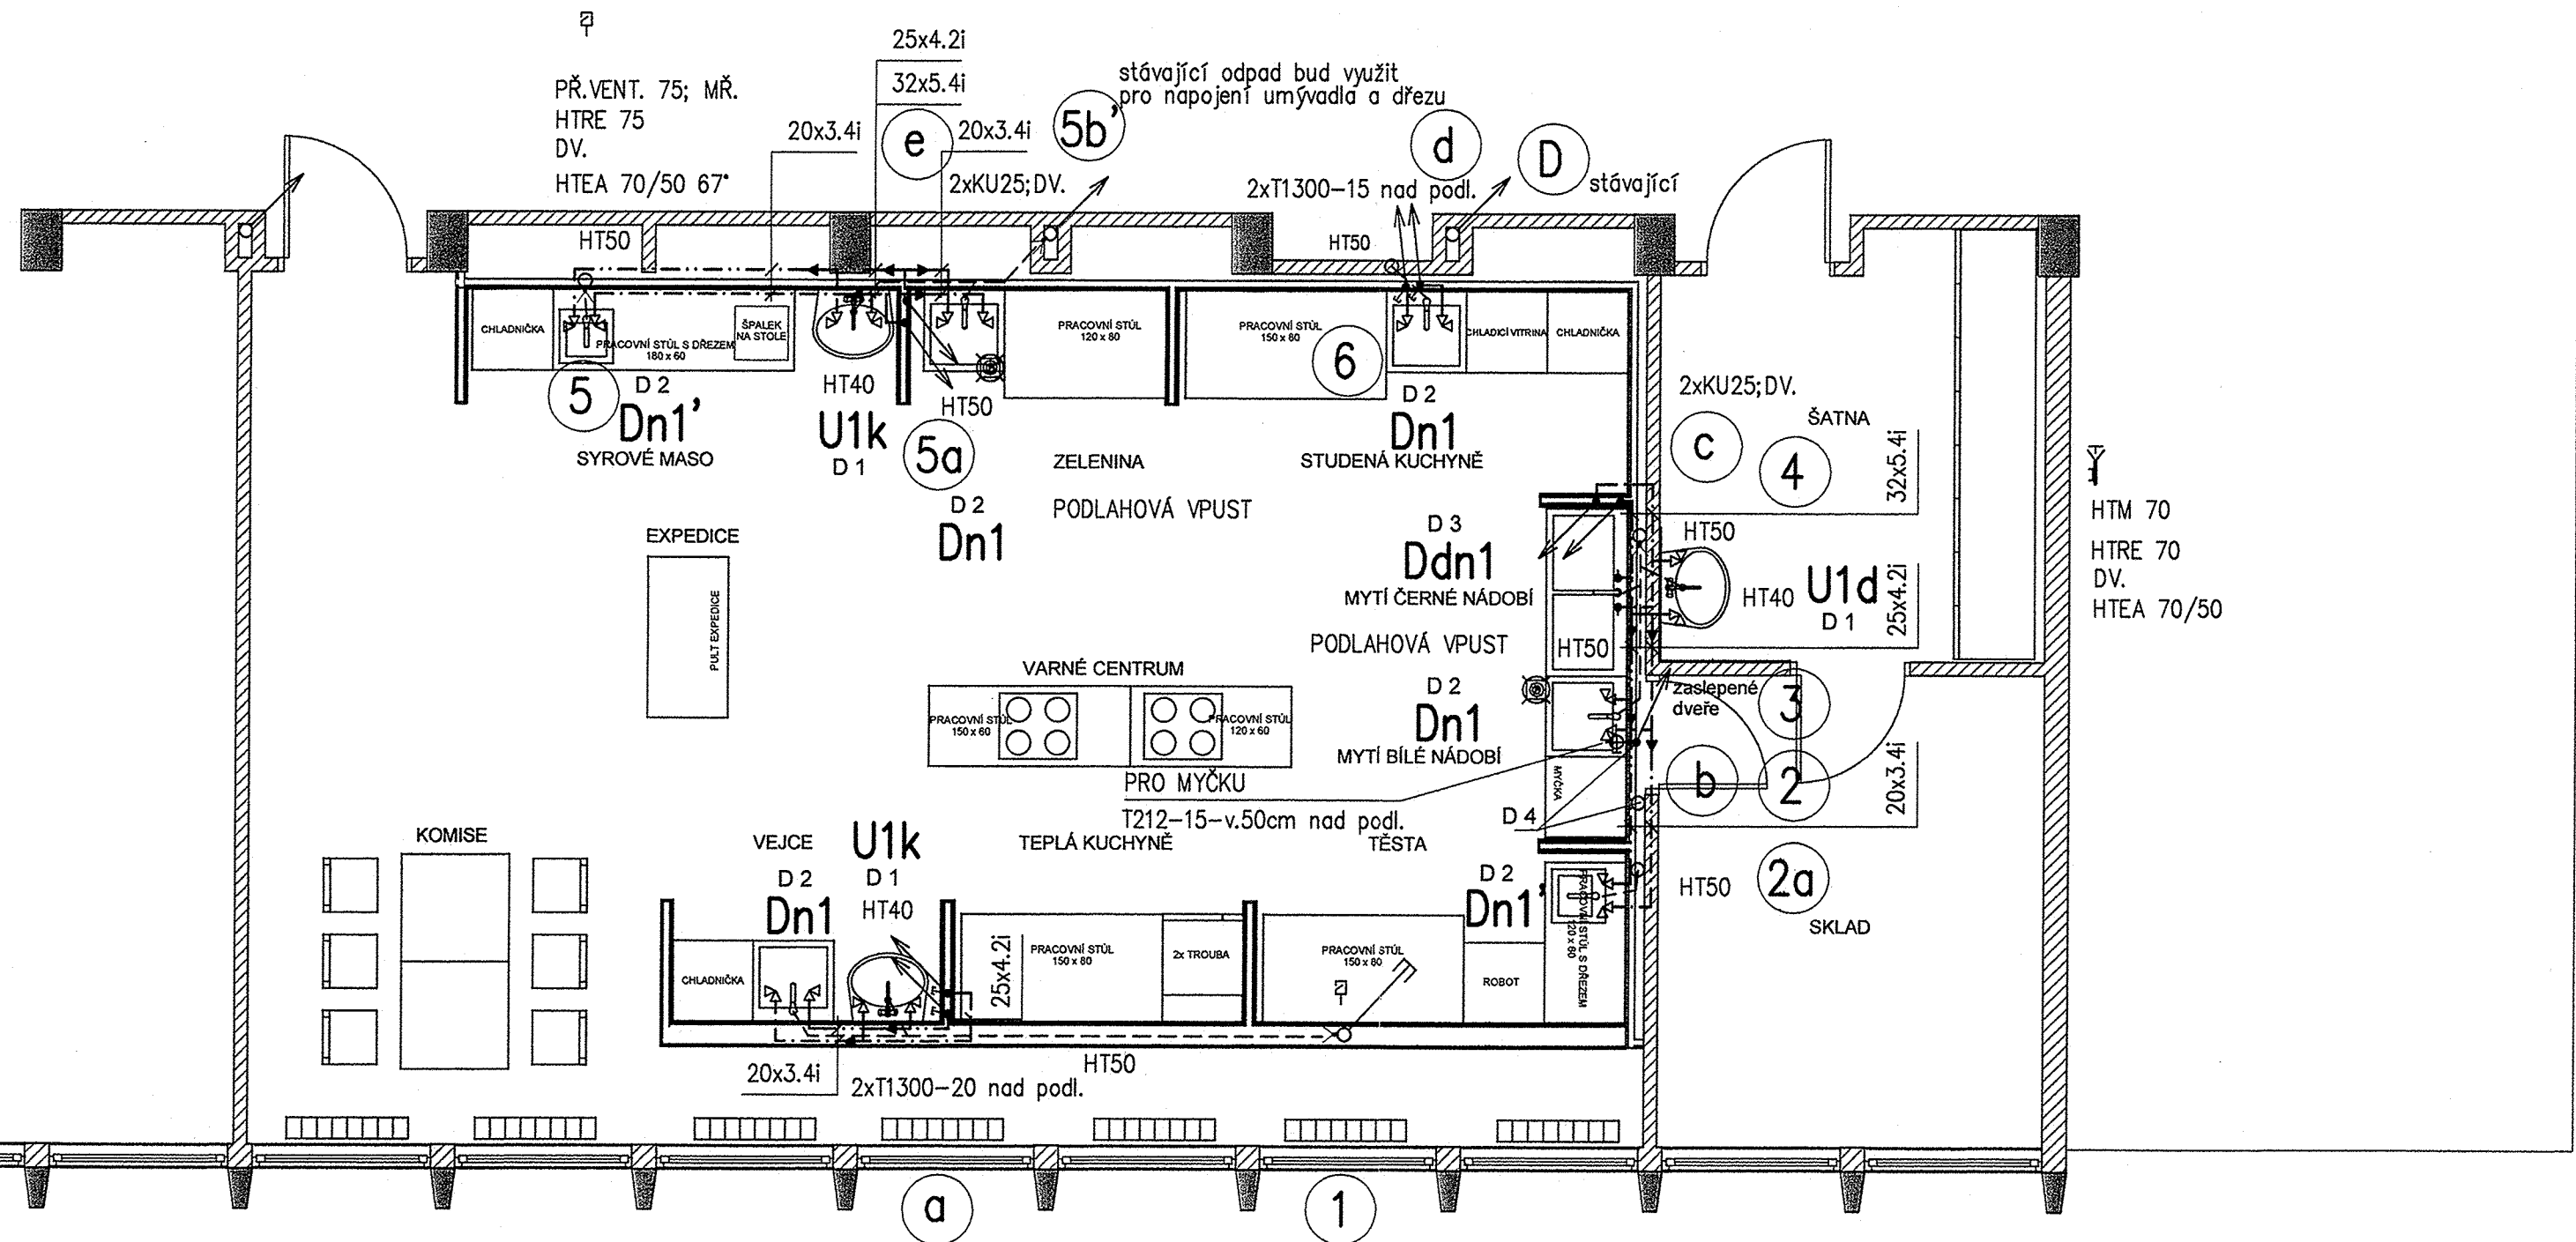 25x4.2i
32x5.4i
PŘ.VENT. 75; MŘ.
HTRE 75
DV.
HTEA 70/50 67°
20x3.4i
e
20x3.4i
2xKU25;DV.
5b'
stávající odpad bud využit
pro napojení umývadla a dřezu
d
D
stávající
2xT1300-15 nad podl.
HT50
HT50
CHLADNIČKA
PRACOVNÍ STŮL S DŘEZEM
180 x 60
ŠPALEK
NA STOLE
PRACOVNÍ STŮL
120 x 80
PRACOVNÍ STŮL
150 x 60
6
CHLADICÍ VITRINA
CHLADNIČKA
5
D 2
Dn1'
SYROVÉ MASO
HT40
U1k
D 1
HT50
5a
D 2
Dn1
ZELENINA
PODLAHOVÁ VPUST
D 2
Dn1
STUDENÁ KUCHYNĚ
2xKU25;DV.
c
ŠATNA
4
32x5.4i
HTM 70
HTRE 70
DV.
HTEA 70/50
EXPEDICE
PULT EXPEDICE
D 3
Ddn1
MYTÍ ČERNÉ NÁDOBÍ
PODLAHOVÁ VPUST
HT50
HT50
HT40
U1d
D 1
25x4.2i
VARNÉ CENTRUM
PRACOVNÍ STŮL
150 x 60
PRACOVNÍ STŮL
120 x 60
D 2
Dn1
MYTÍ BÍLÉ NÁDOBÍ
zaslepené
dveře
3
b
2
20x3.4i
PRO MYČKU
T212-15-v.50cm nad podl.
MYČKA
D 4
KOMISE
VEJCE
D 2
Dn1
U1k
D 1
HT40
TEPLÁ KUCHYNĚ
TĚSTA
D 2
Dn1'
HT50
2a
SKLAD
CHLADNIČKA
25x4.2i
PRACOVNÍ STŮL
150 x 80
2x TROUBA
PRACOVNÍ STŮL
150 x 80
ROBOT
PRACOVNÍ STŮL S DŘEZEM
120 x 60
20x3.4i
2xT1300-20 nad podl.
HT50
a
1